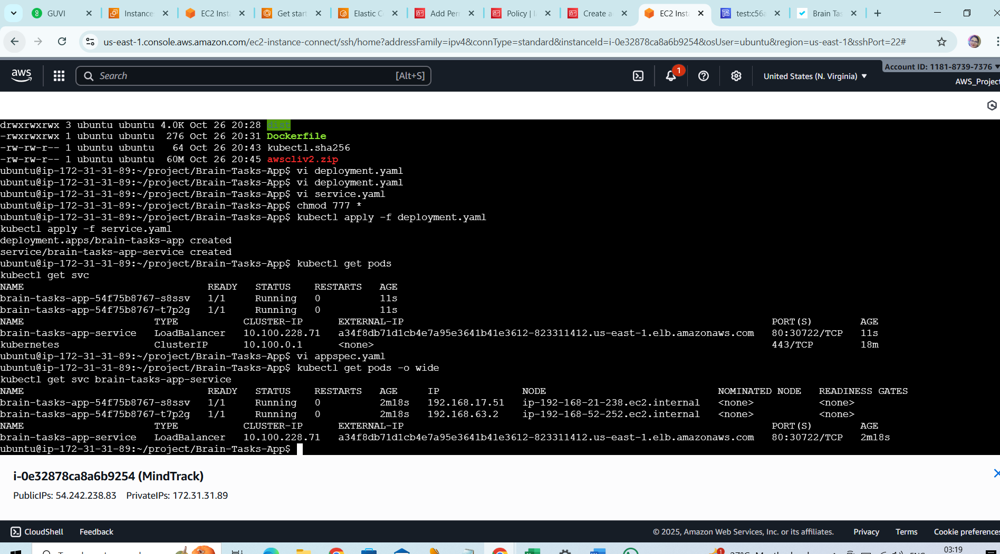 GUVI
Instance
EC2 Insta
Get start
Elastic C
Add Per
Policy | I
Create a
EC2 Insta
test:c56a
Brain Tas
us-east-1.console.aws.amazon.com/ec2-instance-connect/ssh/home?addressFamily=ipv4&connType=standard&instanceId=i-0e32878ca8a6b9254&osUser=ubuntu&region=us-east-1&sshPort=22#
aws
Search
[Alt+S]
1
United States (N. Virginia)
Account ID: 1181-8739-7376
AWS_Project
drwxrwxrwx 3 ubuntu ubuntu 4.0K Oct 26 20:28 dist
-rwxrwxrwx 1 ubuntu ubuntu  276 Oct 26 20:31 Dockerfile
-rw-rw-r-- 1 ubuntu ubuntu   64 Oct 26 20:43 kubectl.sha256
-rw-rw-r-- 1 ubuntu ubuntu  60M Oct 26 20:45 awscliv2.zip
ubuntu@ip-172-31-31-89:~/project/Brain-Tasks-App$ vi deployment.yaml
ubuntu@ip-172-31-31-89:~/project/Brain-Tasks-App$ vi deployment.yaml
ubuntu@ip-172-31-31-89:~/project/Brain-Tasks-App$ vi service.yaml
ubuntu@ip-172-31-31-89:~/project/Brain-Tasks-App$ chmod 777 *
ubuntu@ip-172-31-31-89:~/project/Brain-Tasks-App$ kubectl apply -f deployment.yaml
kubectl apply -f service.yaml
deployment.apps/brain-tasks-app created
service/brain-tasks-app-service created
ubuntu@ip-172-31-31-89:~/project/Brain-Tasks-App$ kubectl get pods
kubectl get svc
NAME READY STATUS RESTARTS AGE
brain-tasks-app-54f75b8767-s8ssv 1/1 Running 0 11s
brain-tasks-app-54f75b8767-t7p2g 1/1 Running 0 11s
NAME TYPE CLUSTER-IP EXTERNAL-IP PORT(S) AGE
brain-tasks-app-service LoadBalancer 10.100.228.71 a34f8db71d1cb4e7a95e3641b41e3612-823311412.us-east-1.elb.amazonaws.com 80:30722/TCP 11s
kubernetes ClusterIP 10.100.0.1 <none> 443/TCP 18m
ubuntu@ip-172-31-31-89:~/project/Brain-Tasks-App$ vi appspec.yaml
ubuntu@ip-172-31-31-89:~/project/Brain-Tasks-App$ kubectl get pods -o wide
kubectl get svc brain-tasks-app-service
NAME READY STATUS RESTARTS AGE IP NODE NOMINATED NODE READINESS GATES
brain-tasks-app-54f75b8767-s8ssv 1/1 Running 0 2m18s 192.168.17.51 ip-192-168-21-238.ec2.internal <none> <none>
brain-tasks-app-54f75b8767-t7p2g 1/1 Running 0 2m18s 192.168.63.2 ip-192-168-52-252.ec2.internal <none> <none>
NAME TYPE CLUSTER-IP EXTERNAL-IP PORT(S) AGE
brain-tasks-app-service LoadBalancer 10.100.228.71 a34f8db71d1cb4e7a95e3641b41e3612-823311412.us-east-1.elb.amazonaws.com 80:30722/TCP 2m18s
ubuntu@ip-172-31-31-89:~/project/Brain-Tasks-App$
i-0e32878ca8a6b9254 (MindTrack)
PublicIPs: 54.242.238.83 PrivateIPs: 172.31.31.89
CloudShell
Feedback
© 2025, Amazon Web Services, Inc. or its affiliates.
Privacy
Terms
Cookie preferences
03:19